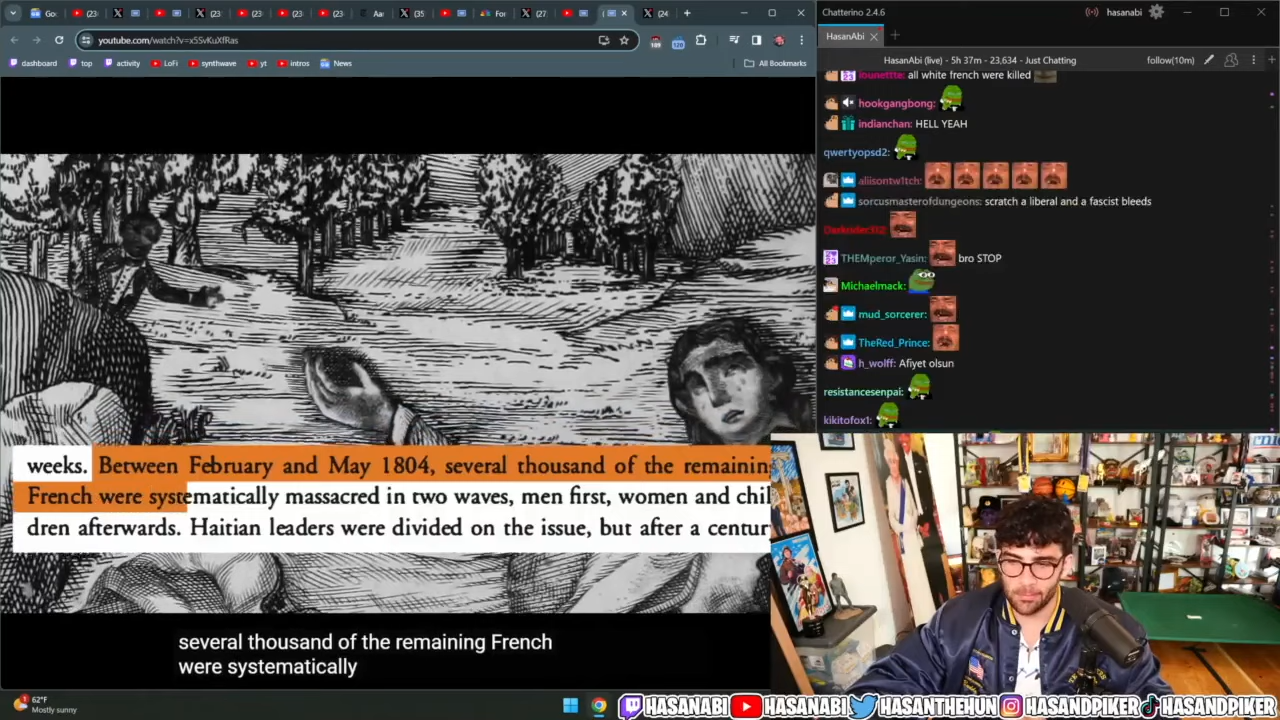 Chatterino 2.4.6
hasanabi
youtube.com/watch?v=x5SvKuXfRas
HasanAbi
dashboard
top
activity
LoFi
synthwave
yt
intros
News
All Bookmarks
HasanAbi (live) - 5h 37m - 23,634 - Just Chatting
follow(10m)
lounettte: all white french were killed
hookgangbong:
indianchan: HELL YEAH
qwertyopsd2:
aliisontw1tch:
sorcusmasterofdungeons: scratch a liberal and a fascist bleeds
THEMperor_Yasin: bro STOP
Michaelmack:
mud_sorcerer:
TheRed_Prince:
h_wolff: Afiyet olsun
resistancesenpai:
kikitofox1:
weeks. Between February and May 1804, several thousand of the remainin
French were systematically massacred in two waves, men first, women and chil
dren afterwards. Haitian leaders were divided on the issue, but after a centur
several thousand of the remaining French
were systematically
62°F
Mostly sunny
HASANABI
HASANABI
HASANTHEHUN
HASANDPIKER
HASANDPIKER